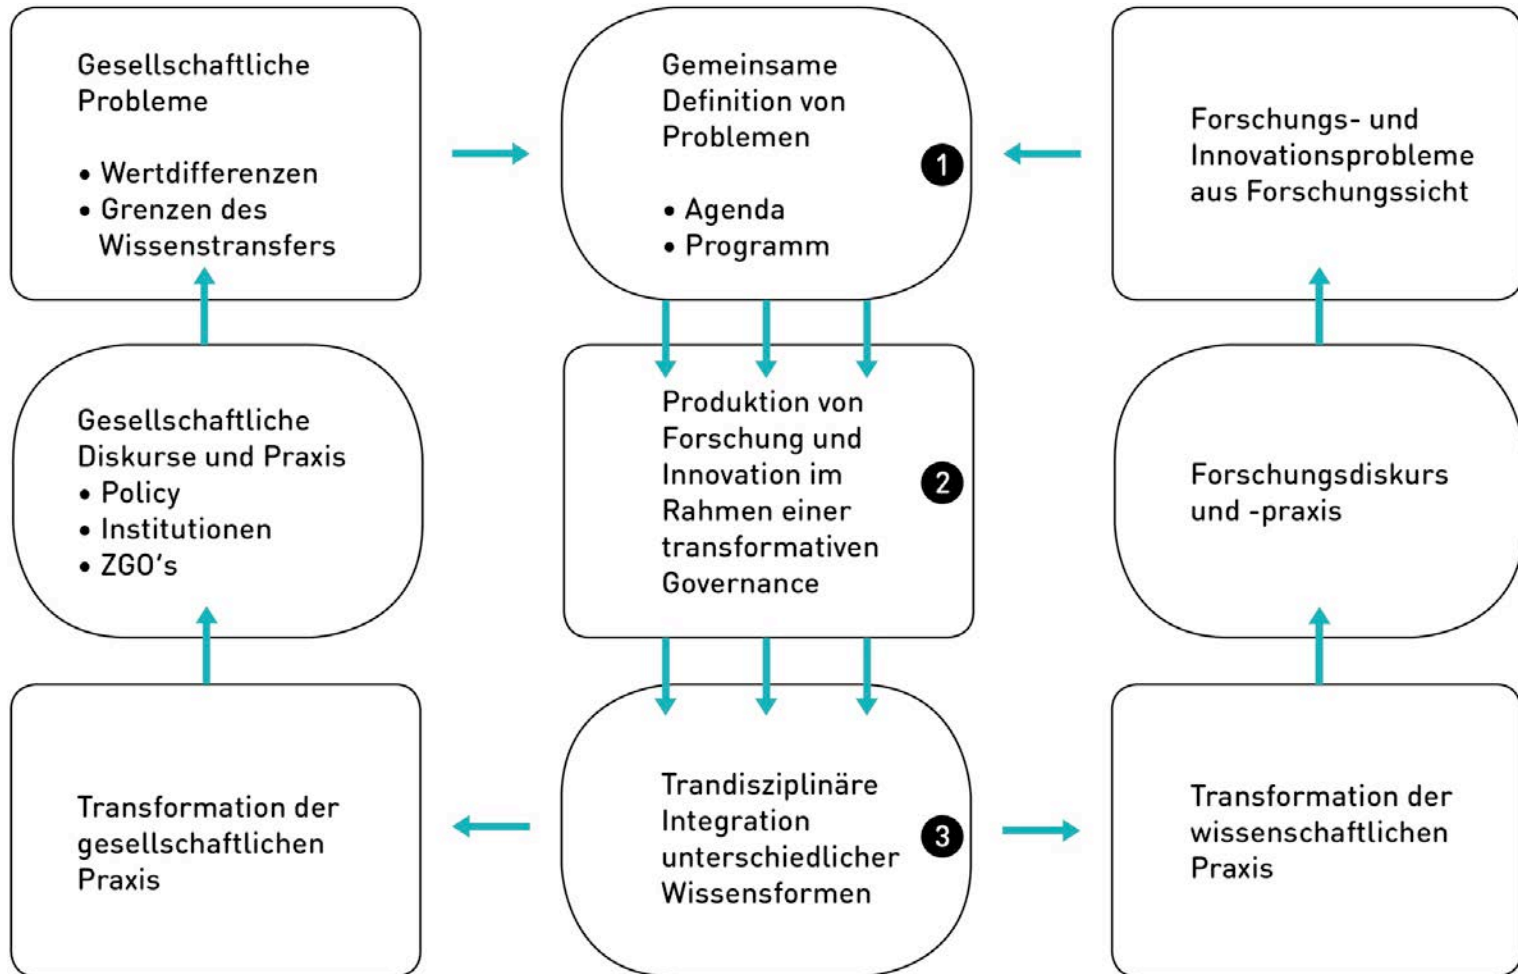 Gesellschaftliche
Probleme
• Wertdifferenzen
• Grenzen des
Wissenstransfers
Gemeinsame
Definition von
Problemen
1
• Agenda
• Programm
Forschungs- und
Innovationsprobleme
aus Forschungssicht
Gesellschaftliche
Diskurse und Praxis
• Policy
• Institutionen
• ZGO's
Produktion von
Forschung und
Innovation im
Rahmen einer
transformativen
Governance
2
Forschungsdiskurs
und -praxis
Transformation der
gesellschaftlichen
Praxis
Trandisziplinäre
Integration
unterschiedlicher
Wissensformen
3
Transformation der
wissenschaftlichen
Praxis